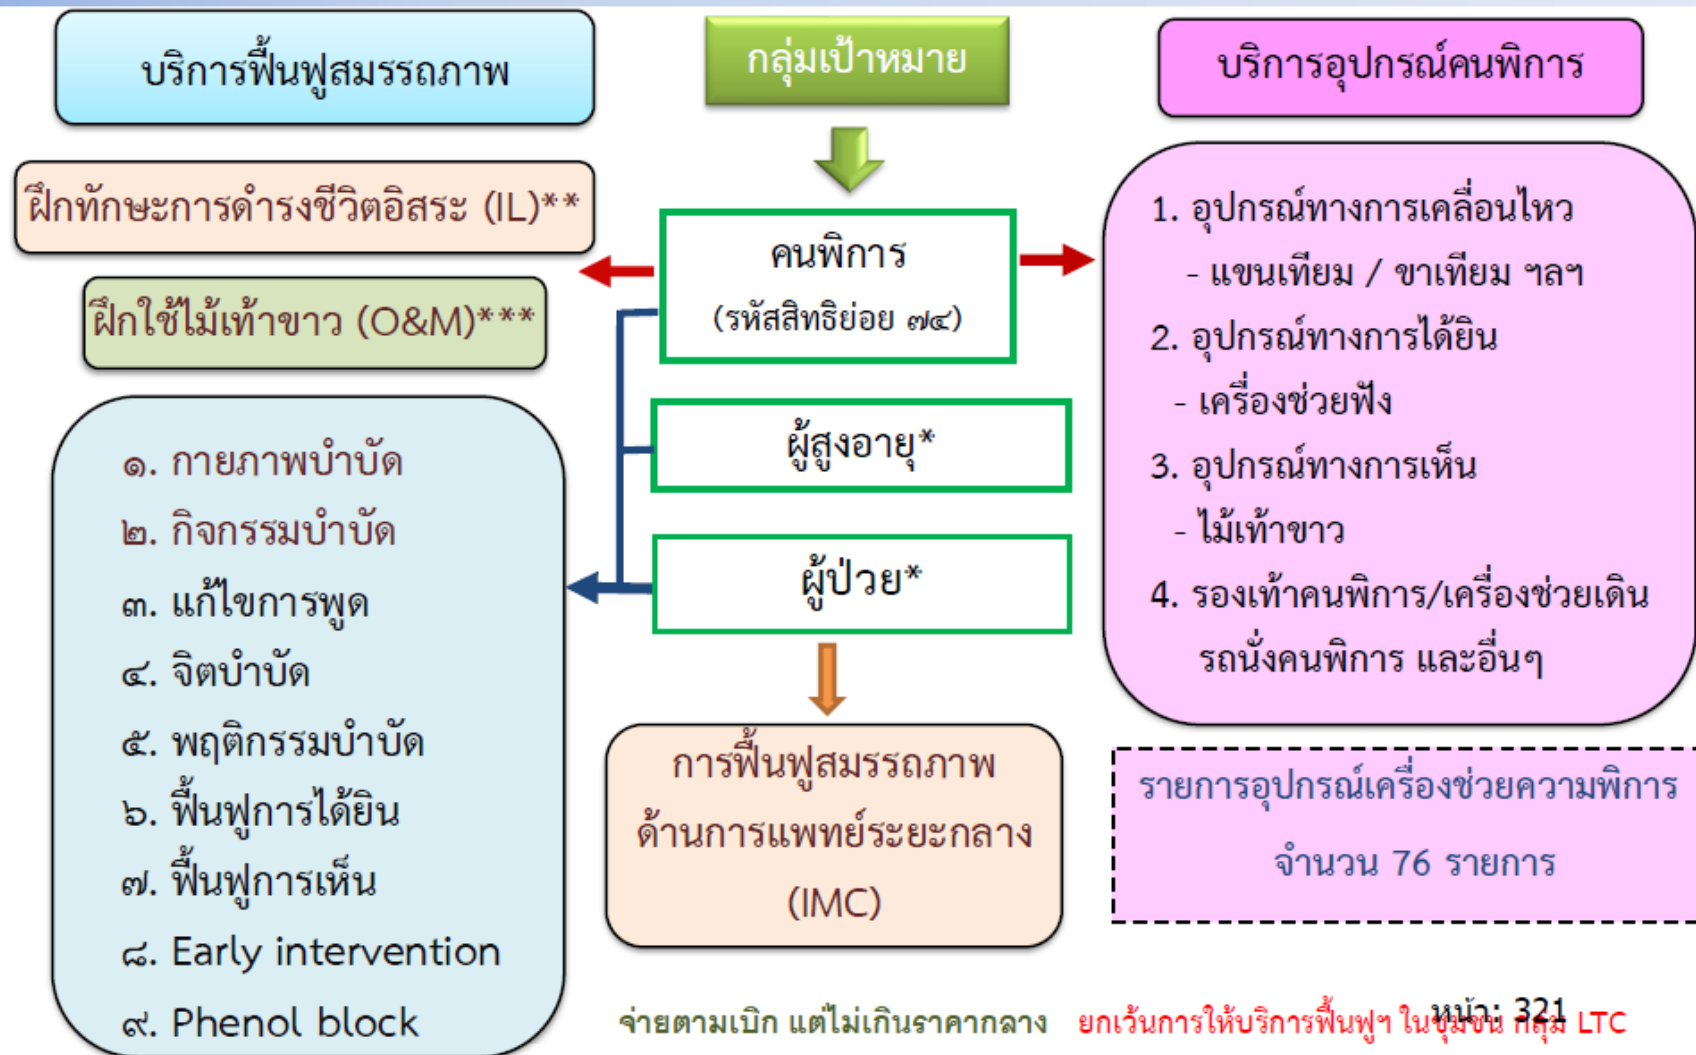 บริการฟื้นฟูสมรรถภาพ
กลุ่มเป้าหมาย
บริการอุปกรณ์คนพิการ
ฝึกทักษะการดำรงชีวิตอิสระ (IL)**
ฝึกใช้ไม้เท้าขาว (O&M)***
คนพิการ
(รหัสสิทธิย่อย ๗๔)
ผู้สูงอายุ*
ผู้ป่วย*
๑. กายภาพบำบัด
๒. กิจกรรมบำบัด
๓. แก้ไขการพูด
๔. จิตบำบัด
๕. พฤติกรรมบำบัด
๖. ฟื้นฟูการได้ยิน
๗. ฟื้นฟูการเห็น
๘. Early intervention
๙. Phenol block
การฟื้นฟูสมรรถภาพ
ด้านการแพทย์ระยะกลาง
(IMC)
1. อุปกรณ์ทางการเคลื่อนไหว
- แขนเทียม / ขาเทียม ฯลฯ
2. อุปกรณ์ทางการได้ยิน
- เครื่องช่วยฟัง
3. อุปกรณ์ทางการเห็น
- ไม้เท้าขาว
4. รองเท้าคนพิการ/เครื่องช่วยเดิน
รถนั่งคนพิการ และอื่นๆ
รายการอุปกรณ์เครื่องช่วยความพิการ
จำนวน 76 รายการ
จ่ายตามเบิก แต่ไม่เกินราคากลาง ยกเว้นการให้บริการฟื้นฟูฯ ในชุมชน กลุ่ม LTC
หน้า: 321